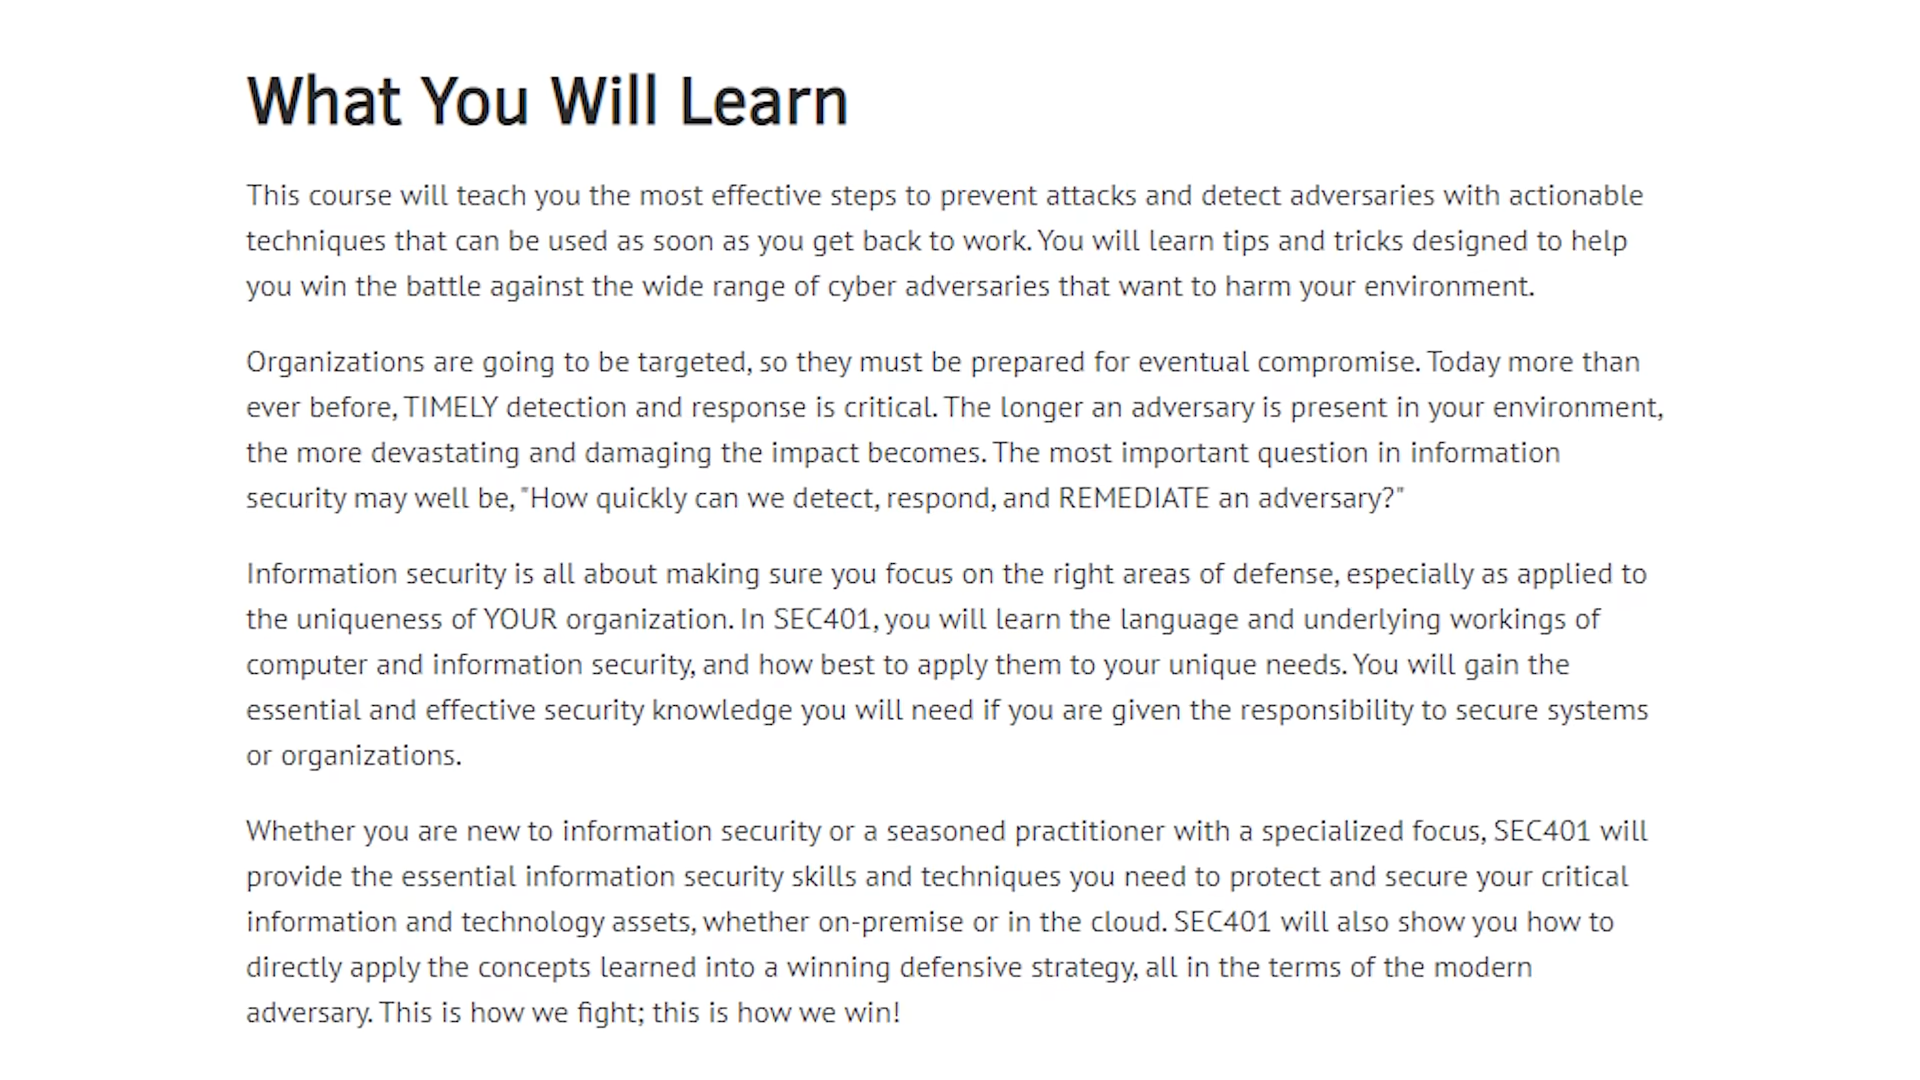 What You Will Learn
This course will teach you the most effective steps to prevent attacks and detect adversaries with actionable
techniques that can be used as soon as you get back to work. You will learn tips and tricks designed to help
you win the battle against the wide range of cyber adversaries that want to harm your environment.
Organizations are going to be targeted, so they must be prepared for eventual compromise. Today more than
ever before, TIMELY detection and response is critical. The longer an adversary is present in your environment,
the more devastating and damaging the impact becomes. The most important question in information
security may well be, "How quickly can we detect, respond, and REMEDIATE an adversary?"
Information security is all about making sure you focus on the right areas of defense, especially as applied to
the uniqueness of YOUR organization. In SEC401, you will learn the language and underlying workings of
computer and information security, and how best to apply them to your unique needs. You will gain the
essential and effective security knowledge you will need if you are given the responsibility to secure systems
or organizations.
Whether you are new to information security or a seasoned practitioner with a specialized focus, SEC401 will
provide the essential information security skills and techniques you need to protect and secure your critical
information and technology assets, whether on-premise or in the cloud. SEC401 will also show you how to
directly apply the concepts learned into a winning defensive strategy, all in the terms of the modern
adversary. This is how we fight; this is how we win!